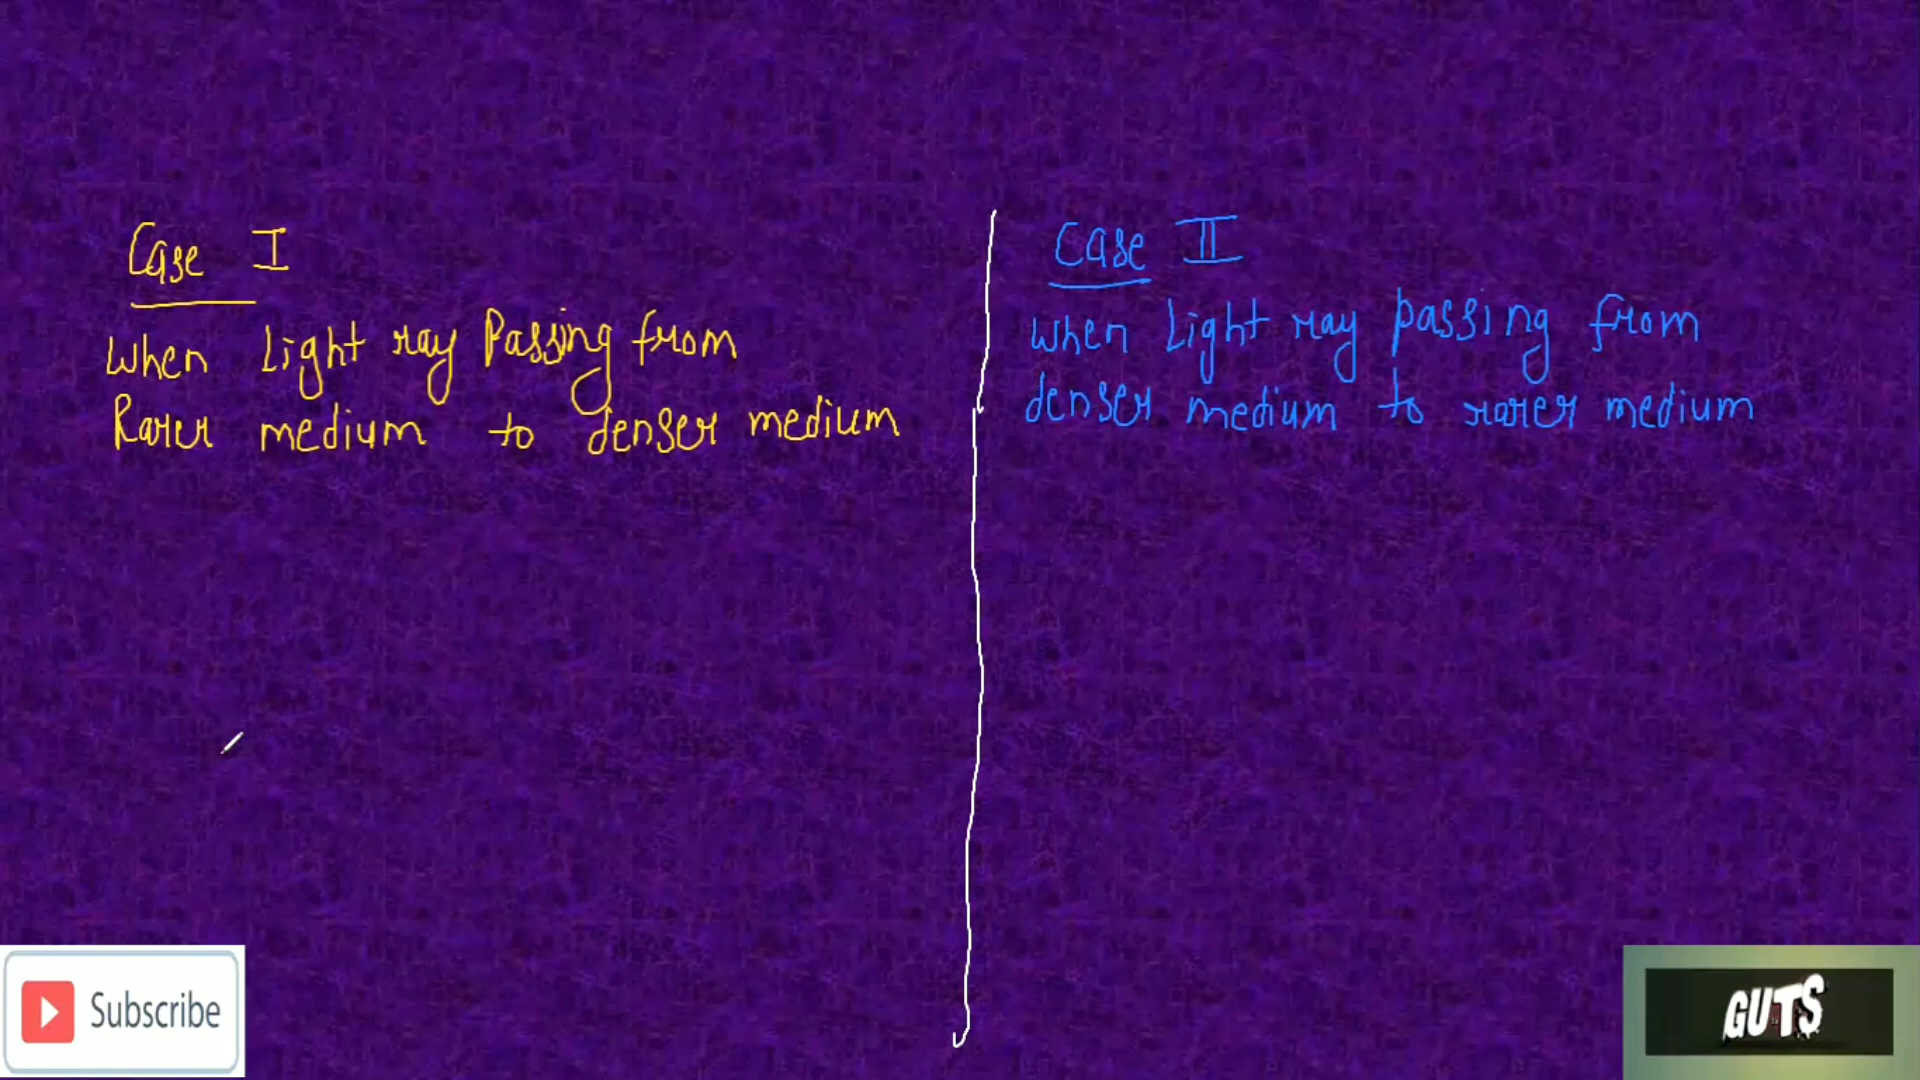 Case I
When Light ray Passing from
Rarer medium to denser medium
Case II
When Light ray passing from
denser medium to rarer medium
Subscribe
GUTS